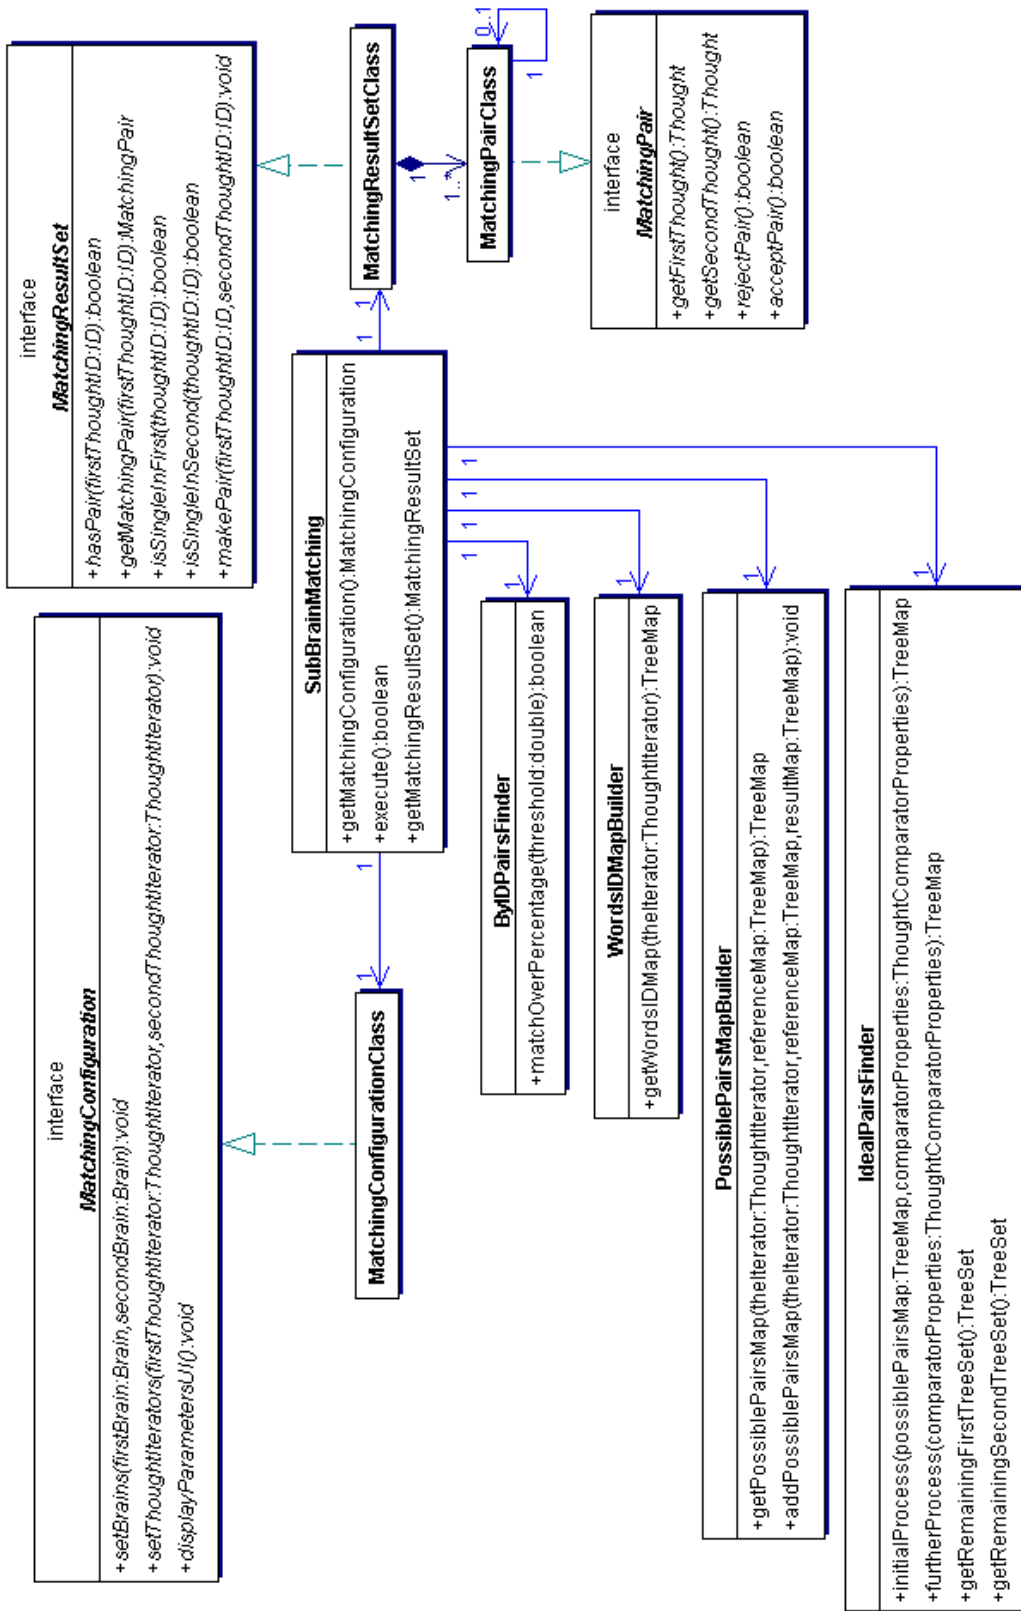 interface
MatchingConfiguration
+setBrains(firstBrain:Brain,secondBrain:Brain):void
+setThoughtIterators(firstThoughtIterator:ThoughtIterator,secondThoughtIterator:ThoughtIterator):void
+displayParametersUI():void
interface
MatchingResultSet
+hasPair(firstThoughtID:ID):boolean
+getMatchingPair(firstThoughtID:ID):MatchingPair
+isSingleInFirst(thoughtID:ID):boolean
+isSingleInSecond(thoughtID:ID):boolean
+makePair(firstThoughtID:ID,secondThoughtID:ID):void
MatchingConfigurationClass
1
1
SubBrainMatching
+getMatchingConfiguration():MatchingConfiguration
+execute():boolean
+getMatchingResultSet():MatchingResultSet
1
1
MatchingResultSetClass
1
1..*
MatchingPairClass
0..1
1
1
1
1
1
ByIDPairsFinder
+matchOverPercentage(threshold:double):boolean
1
WordsIDMapBuilder
+getWordsIDMap(theIterator:ThoughtIterator):TreeMap
1
interface
MatchingPair
+getFirstThought():Thought
+getSecondThought():Thought
+rejectPair():boolean
+acceptPair():boolean
PossiblePairsMapBuilder
+getPossiblePairsMap(theIterator:ThoughtIterator,referenceMap:TreeMap):TreeMap
+addPossiblePairsMap(theIterator:ThoughtIterator,referenceMap:TreeMap,resultMap:TreeMap):void
1
IdealPairsFinder
+initialProcess(possiblePairsMap:TreeMap,comparatorProperties:ThoughtComparatorProperties):TreeMap
+furtherProcess(comparatorProperties:ThoughtComparatorProperties):TreeMap
+getRemainingFirstTreeSet():TreeSet
+getRemainingSecondTreeSet():TreeSet
1